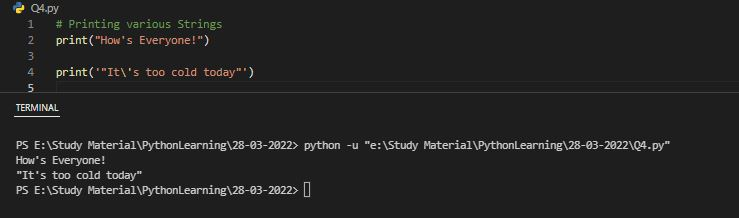 Q4.py
1 # Printing various Strings
2 print("How's Everyone!")
3
4 print('"It\'s too cold today"')
5
TERMINAL
PS E:\Study Material\PythonLearning\28-03-2022> python -u "e:\Study Material\PythonLearning\28-03-2022\Q4.py"
How's Everyone!
"It's too cold today"
PS E:\Study Material\PythonLearning\28-03-2022>